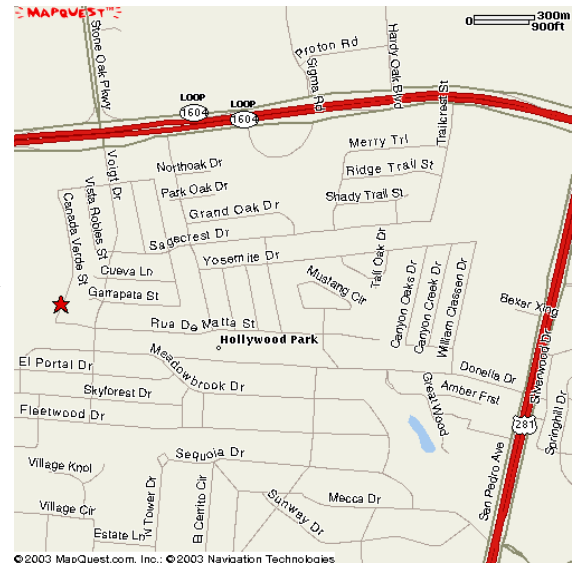 MAPQUEST™
0 300m
900ft
Stone Oak Pkwy
Proton Rd
Sigma Rd
Hardy Oak Blvd
Trailcrest St
LOOP
1604
LOOP
1604
Voigt Dr
Merry Trl
Northoak Dr
Ridge Trail St
Park Oak Dr
Shady Trail St
Vista Robles St
Canada Verde St
Grand Oak Dr
Sagecrest Dr
Yosemite Dr
Tall Oak Dr
Cueva Ln
Mustang Cir
Garrapata St
Canyon Oaks Dr
Canyon Creek Dr
William Classen Dr
Bexar Xing
Rua De Matta St
Hollywood Park
El Portal Dr
Meadowbrook Dr
Donella Dr
Silverwood Dr
Skyforest Dr
Great Wood
Amber Frst
Fleetwood Dr
281
Springhill Dr
Sequoia Dr
San Pedro Ave
Village Knol
N Tower Dr
El Cerrito Cir
Mecca Dr
Village Cir
Sunway Dr
Estate Ln
©2003 MapQuest.com, Inc.; ©2003 Navigation Technologies